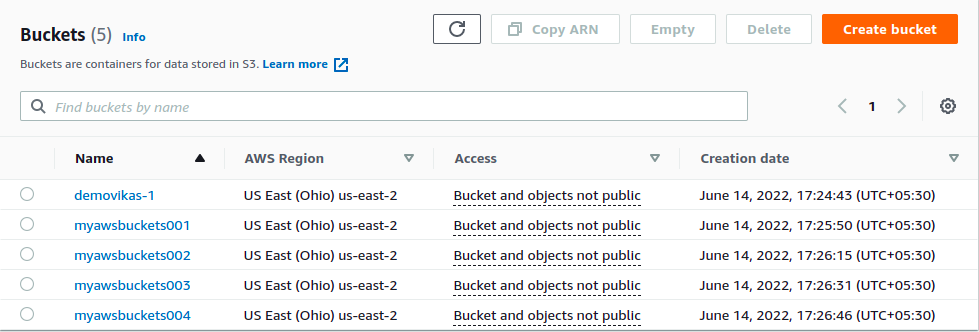 Buckets (5) Info
Copy ARN
Empty
Delete
Create bucket
Buckets are containers for data stored in S3. Learn more
Find buckets by name
1
Name AWS Region Access Creation date
demovikas-1 US East (Ohio) us-east-2 Bucket and objects not public June 14, 2022, 17:24:43 (UTC+05:30)
myawsbuckets001 US East (Ohio) us-east-2 Bucket and objects not public June 14, 2022, 17:25:50 (UTC+05:30)
myawsbuckets002 US East (Ohio) us-east-2 Bucket and objects not public June 14, 2022, 17:26:15 (UTC+05:30)
myawsbuckets003 US East (Ohio) us-east-2 Bucket and objects not public June 14, 2022, 17:26:31 (UTC+05:30)
myawsbuckets004 US East (Ohio) us-east-2 Bucket and objects not public June 14, 2022, 17:26:46 (UTC+05:30)